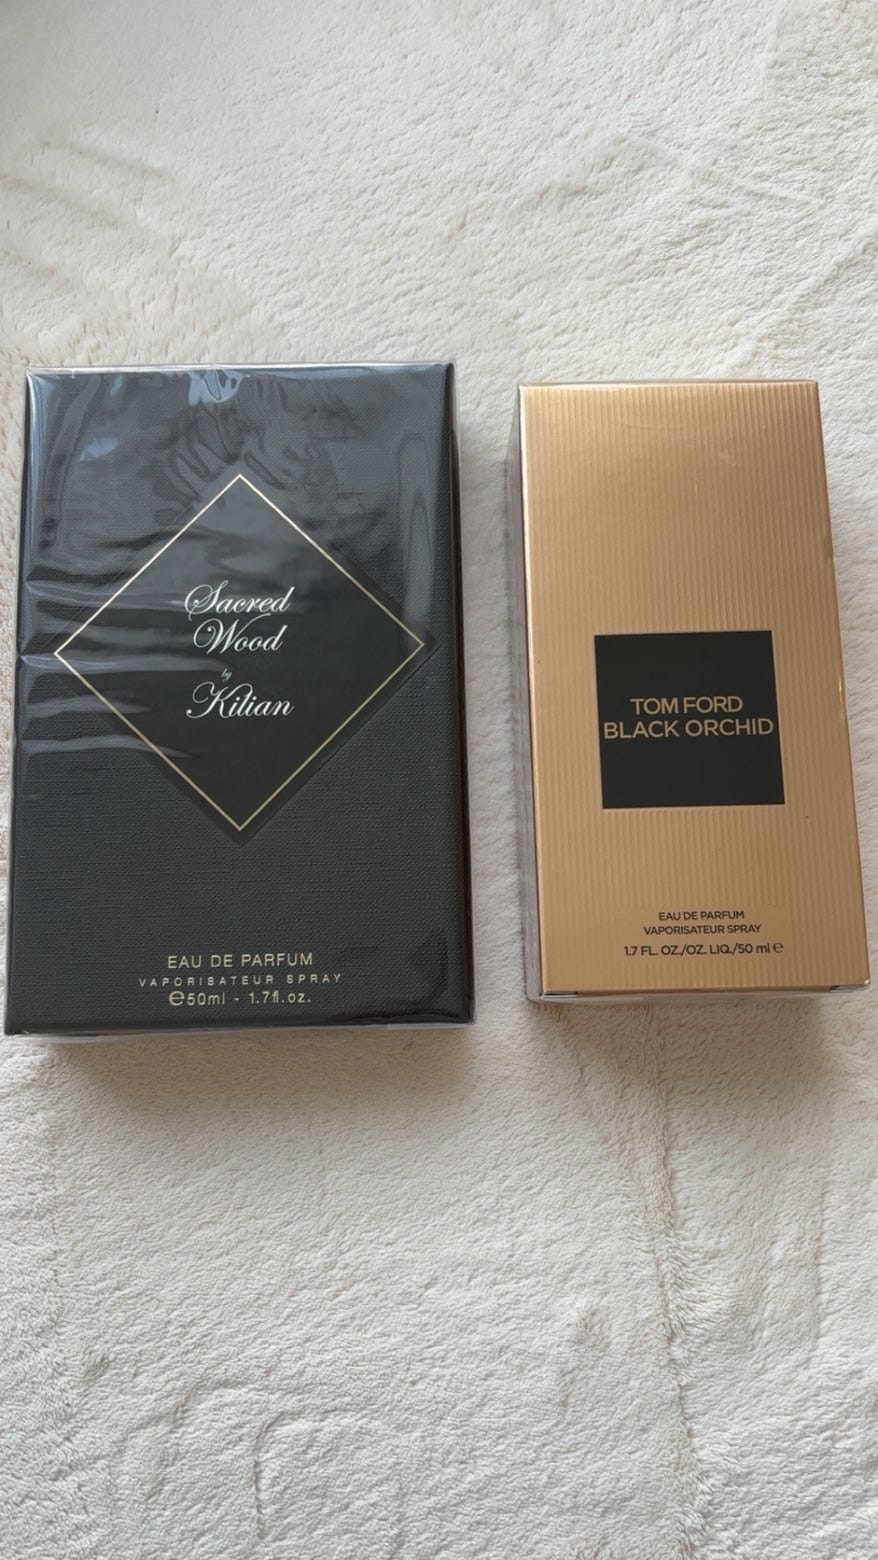 Sacred
Wood
by
Kilian
EAU DE PARFUM
VAPORISATEUR SPRAY
℮50ml - 1.7fl.oz.
TOM FORD
BLACK ORCHID
EAU DE PARFUM
VAPORISATEUR SPRAY
1.7 FL. OZ./OZ. LIQ./50 ml ℮